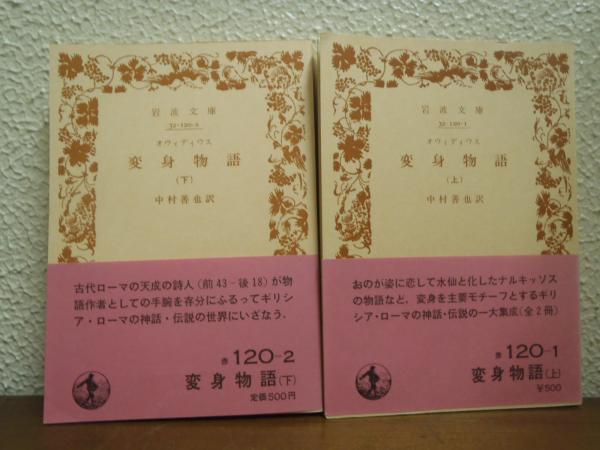 岩波文庫
32-120-2
オウィディウス
変身物語
(下)
中村善也訳
古代ローマの天成の詩人(前43-後18)が物
語作者としての手腕を存分にふるってギリシ
ア・ローマの神話・伝説の世界にいざなう.
赤 120-2
変身物語(下)
定価500円
岩波文庫
32-120-1
オウィディウス
変身物語
(上)
中村善也訳
おのが姿に恋して水仙と化したナルキッソス
の物語など, 変身を主要モチーフとするギリ
シア・ローマの神話・伝説の一大集成(全2冊)
赤 120-1
変身物語(上)
¥500